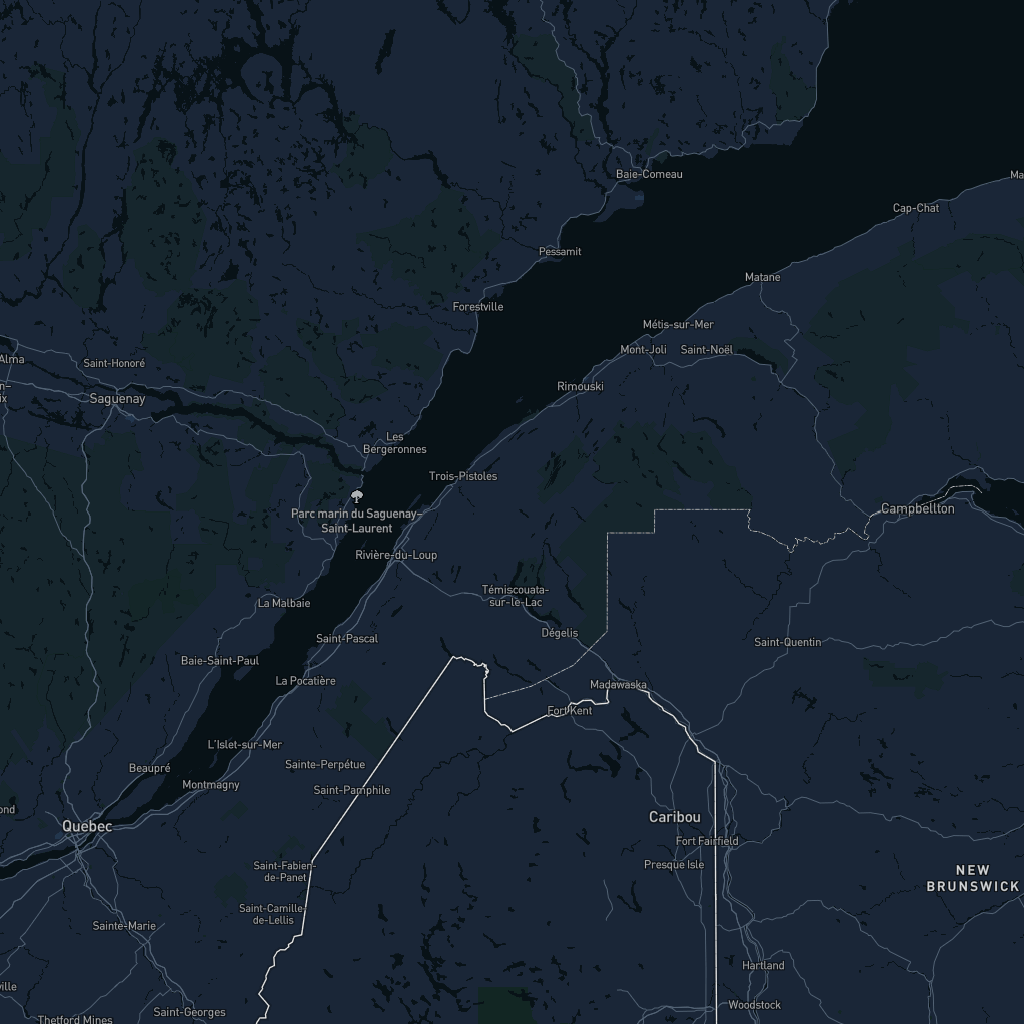 Baie-Comeau
Cap-Chat
Pessamit
Matane
Forestville
Métis-sur-Mer
Mont-Joli
Saint-Noël
Alma
Saint-Honoré
Rimouski
Saguenay
Les
Bergeronnes
Trois-Pistoles
Parc marin du Saguenay–
Saint-Laurent
Campbellton
Rivière-du-Loup
Témiscouata-
sur-le-Lac
La Malbaie
Dégelis
Saint-Pascal
Saint-Quentin
Baie-Saint-Paul
La Pocatière
Madawaska
Fort Kent
L'Islet-sur-Mer
Sainte-Perpétue
Beaupré
Montmagny
Saint-Pamphile
Quebec
Caribou
Fort Fairfield
Presque Isle
Saint-Fabien-
de-Panet
NEW
BRUNSWICK
Saint-Camille-
de-Lellis
Sainte-Marie
Hartland
Woodstock
Saint-Georges
Thetford Mines